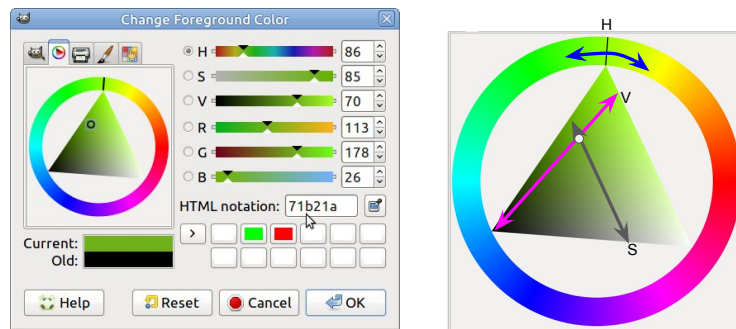 Change Foreground Color
H 86
S 85
V 70
R 113
G 178
B 26
HTML notation: 71b21a
>
Current:
Old:
Help Reset Cancel OK
H
V
S